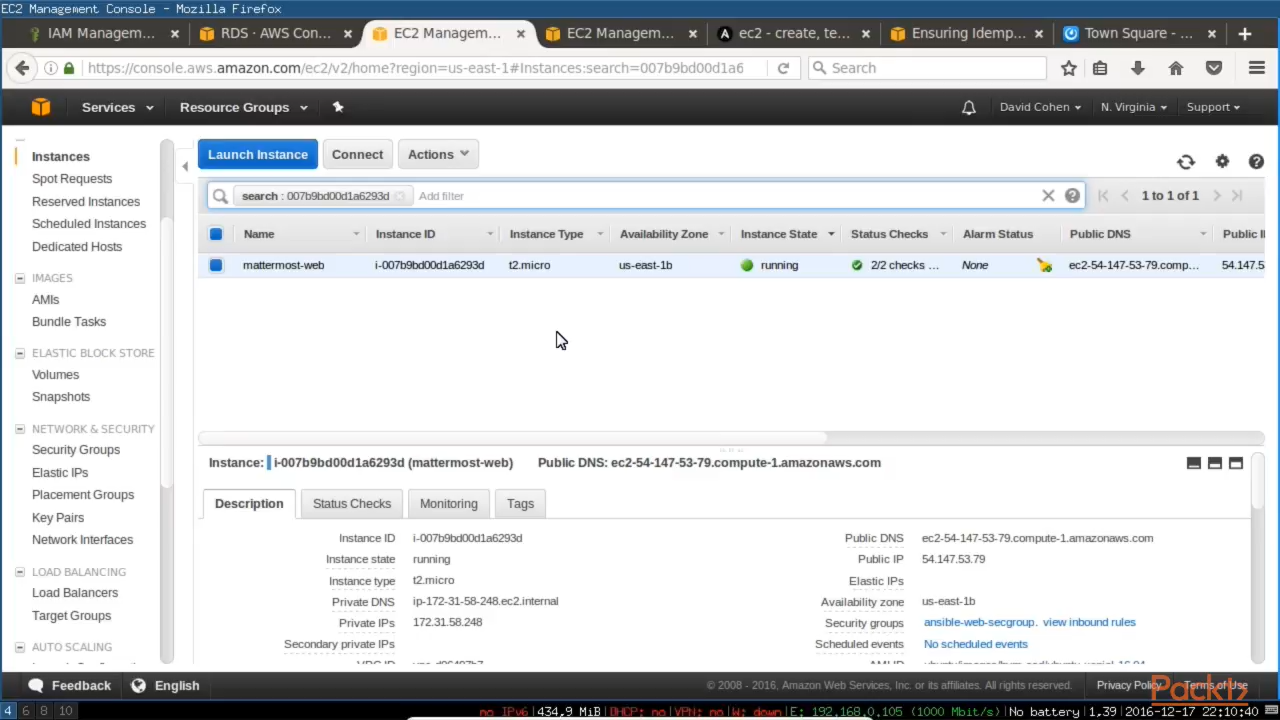 EC2 Management Console - Mozilla Firefox
IAM Managem... RDS · AWS Con... EC2 Managem... EC2 Managem... ec2 - create, te... Ensuring Idemp... Town Square - ...
https://console.aws.amazon.com/ec2/v2/home?region=us-east-1#Instances:search=007b9bd00d1a6 Search
Services Resource Groups David Cohen N. Virginia Support
Instances
Spot Requests
Reserved Instances
Scheduled Instances
Dedicated Hosts
IMAGES
AMIs
Bundle Tasks
ELASTIC BLOCK STORE
Volumes
Snapshots
NETWORK & SECURITY
Security Groups
Elastic IPs
Placement Groups
Key Pairs
Network Interfaces
LOAD BALANCING
Load Balancers
Target Groups
AUTO SCALING
Launch Instance Connect Actions
search : 007b9bd00d1a6293d Add filter 1 to 1 of 1
Name Instance ID Instance Type Availability Zone Instance State Status Checks Alarm Status Public DNS Public I
mattermost-web i-007b9bd00d1a6293d t2.micro us-east-1b running 2/2 checks ... None ec2-54-147-53-79.comp... 54.147.5
Instance: i-007b9bd00d1a6293d (mattermost-web) Public DNS: ec2-54-147-53-79.compute-1.amazonaws.com
Description Status Checks Monitoring Tags
Instance ID i-007b9bd00d1a6293d Public DNS ec2-54-147-53-79.compute-1.amazonaws.com
Instance state running Public IP 54.147.53.79
Instance type t2.micro Elastic IPs
Private DNS ip-172-31-58-248.ec2.internal Availability zone us-east-1b
Private IPs 172.31.58.248 Security groups ansible-web-secgroup. view inbound rules
Secondary private IPs Scheduled events No scheduled events
Feedback English © 2008 - 2016, Amazon Web Services, Inc. or its affiliates. All rights reserved. Privacy Policy Terms of Use
Packt
4 6 8 10 no IPv6|434,9 MiB|DHCP: no|VPN: no|W: down|E: 192.168.0.105 (1000 Mbit/s)|No battery|1,39|2016-12-17 22:10:40